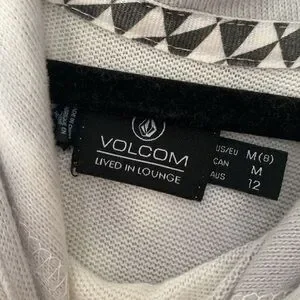 VOLCOM
LIVED IN LOUNGE
US/EU M(8)
CAN M
AUS 12